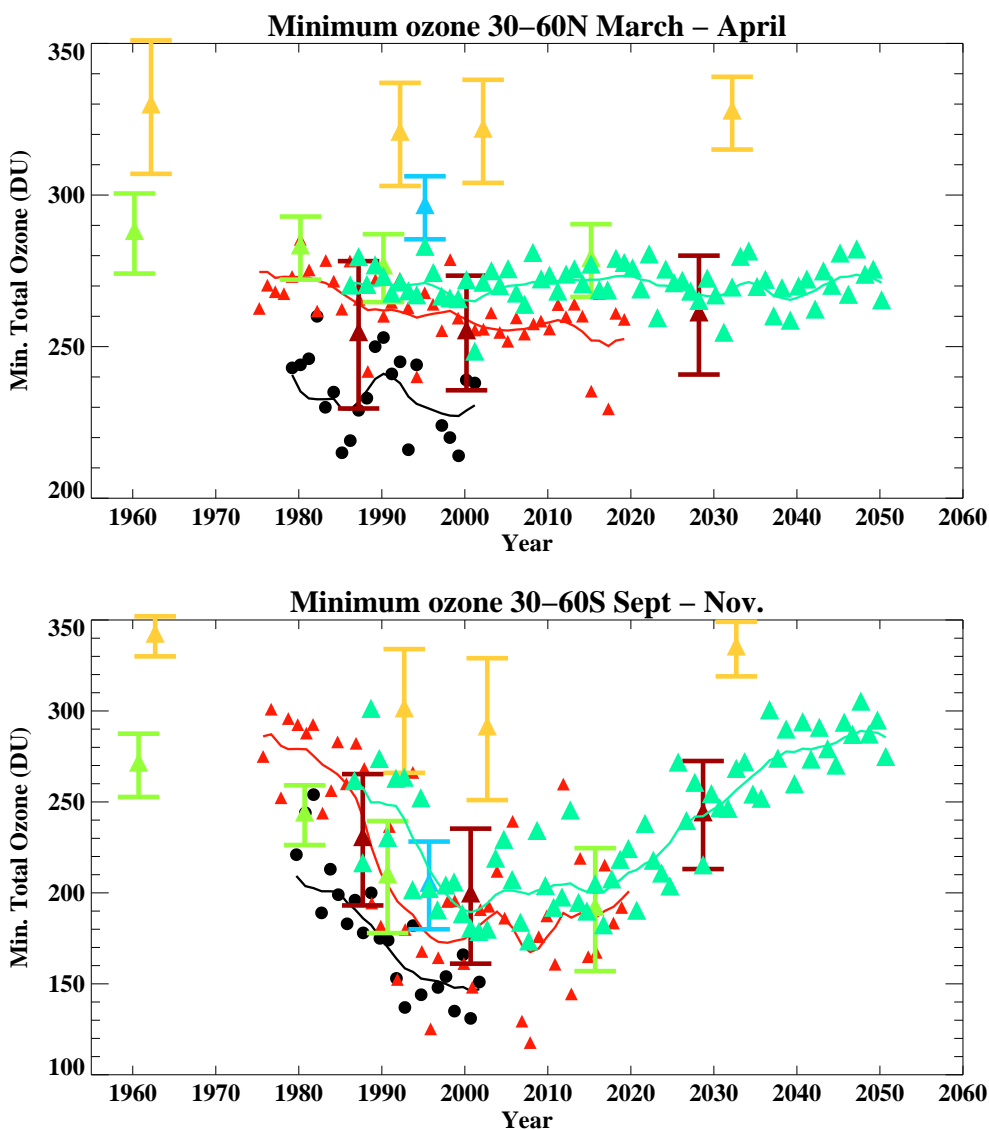 Minimum ozone 30−60N March − April
350
300
250
200
Min. Total Ozone (DU)
1960 1970 1980 1990 2000 2010 2020 2030 2040 2050 2060
Year
Minimum ozone 30−60S Sept − Nov.
350
300
250
200
150
100
Min. Total Ozone (DU)
1960 1970 1980 1990 2000 2010 2020 2030 2040 2050 2060
Year